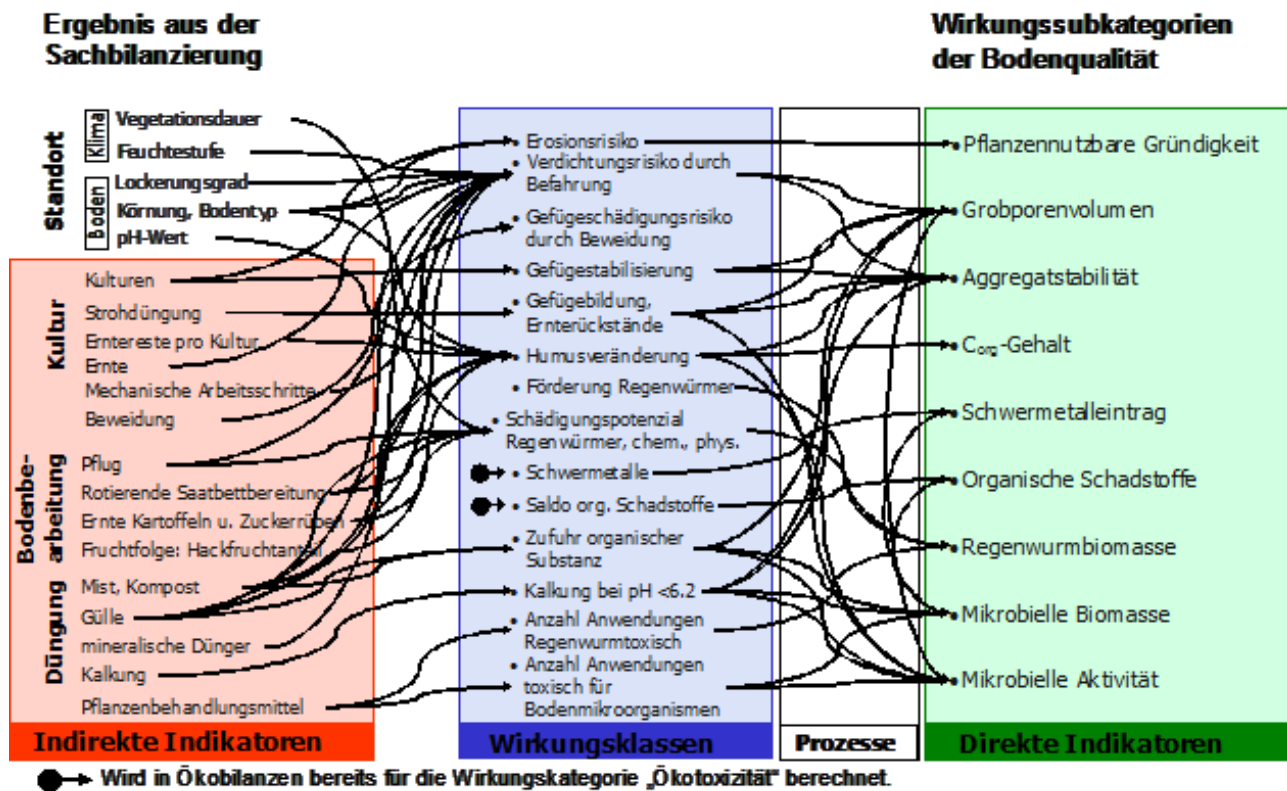 Ergebnis aus der
Sachbilanzierung
Wirkungssubkategorien
der Bodenqualität
Standort
Klima
Vegetationsdauer
Feuchtestufe
Boden
Lockerungsgrad
Körnung, Bodentyp
pH-Wert
Kultur
Kulturen
Strohdüngung
Erntereste pro Kultur
Ernte
Mechanische Arbeitsschritte
Beweidung
Bodenbe-
arbeitung
Pflug
Rotierende Saatbettbereitung
Ernte Kartoffeln u. Zuckerrüben
Fruchtfolge: Hackfruchtanteil
Düngung
Mist, Kompost
Gülle
mineralische Dünger
Kalkung
Pflanzenbehandlungsmittel
Indirekte Indikatoren
• Erosionsrisiko
• Verdichtungsrisiko durch
Befahrung
• Gefügeschädigungsrisiko
durch Beweidung
• Gefügestabilisierung
• Gefügebildung,
Ernterückstände
• Humusveränderung
• Förderung Regenwürmer
• Schädigungspotenzial
Regenwürmer, chem., phys.
• Schwermetalle
• Saldo org. Schadstoffe
• Zufuhr organischer
Substanz
• Kalkung bei pH <6.2
• Anzahl Anwendungen
Regenwurmtoxisch
• Anzahl Anwendungen
toxisch für
Bodenmikroorganismen
Wirkungsklassen
Prozesse
• Pflanzennutzbare Gründigkeit
• Grobporenvolumen
• Aggregatstabilität
• Corg-Gehalt
• Schwermetalleintrag
• Organische Schadstoffe
• Regenwurmbiomasse
• Mikrobielle Biomasse
• Mikrobielle Aktivität
Direkte Indikatoren
Wird in Ökobilanzen bereits für die Wirkungskategorie „Ökotoxizität" berechnet.